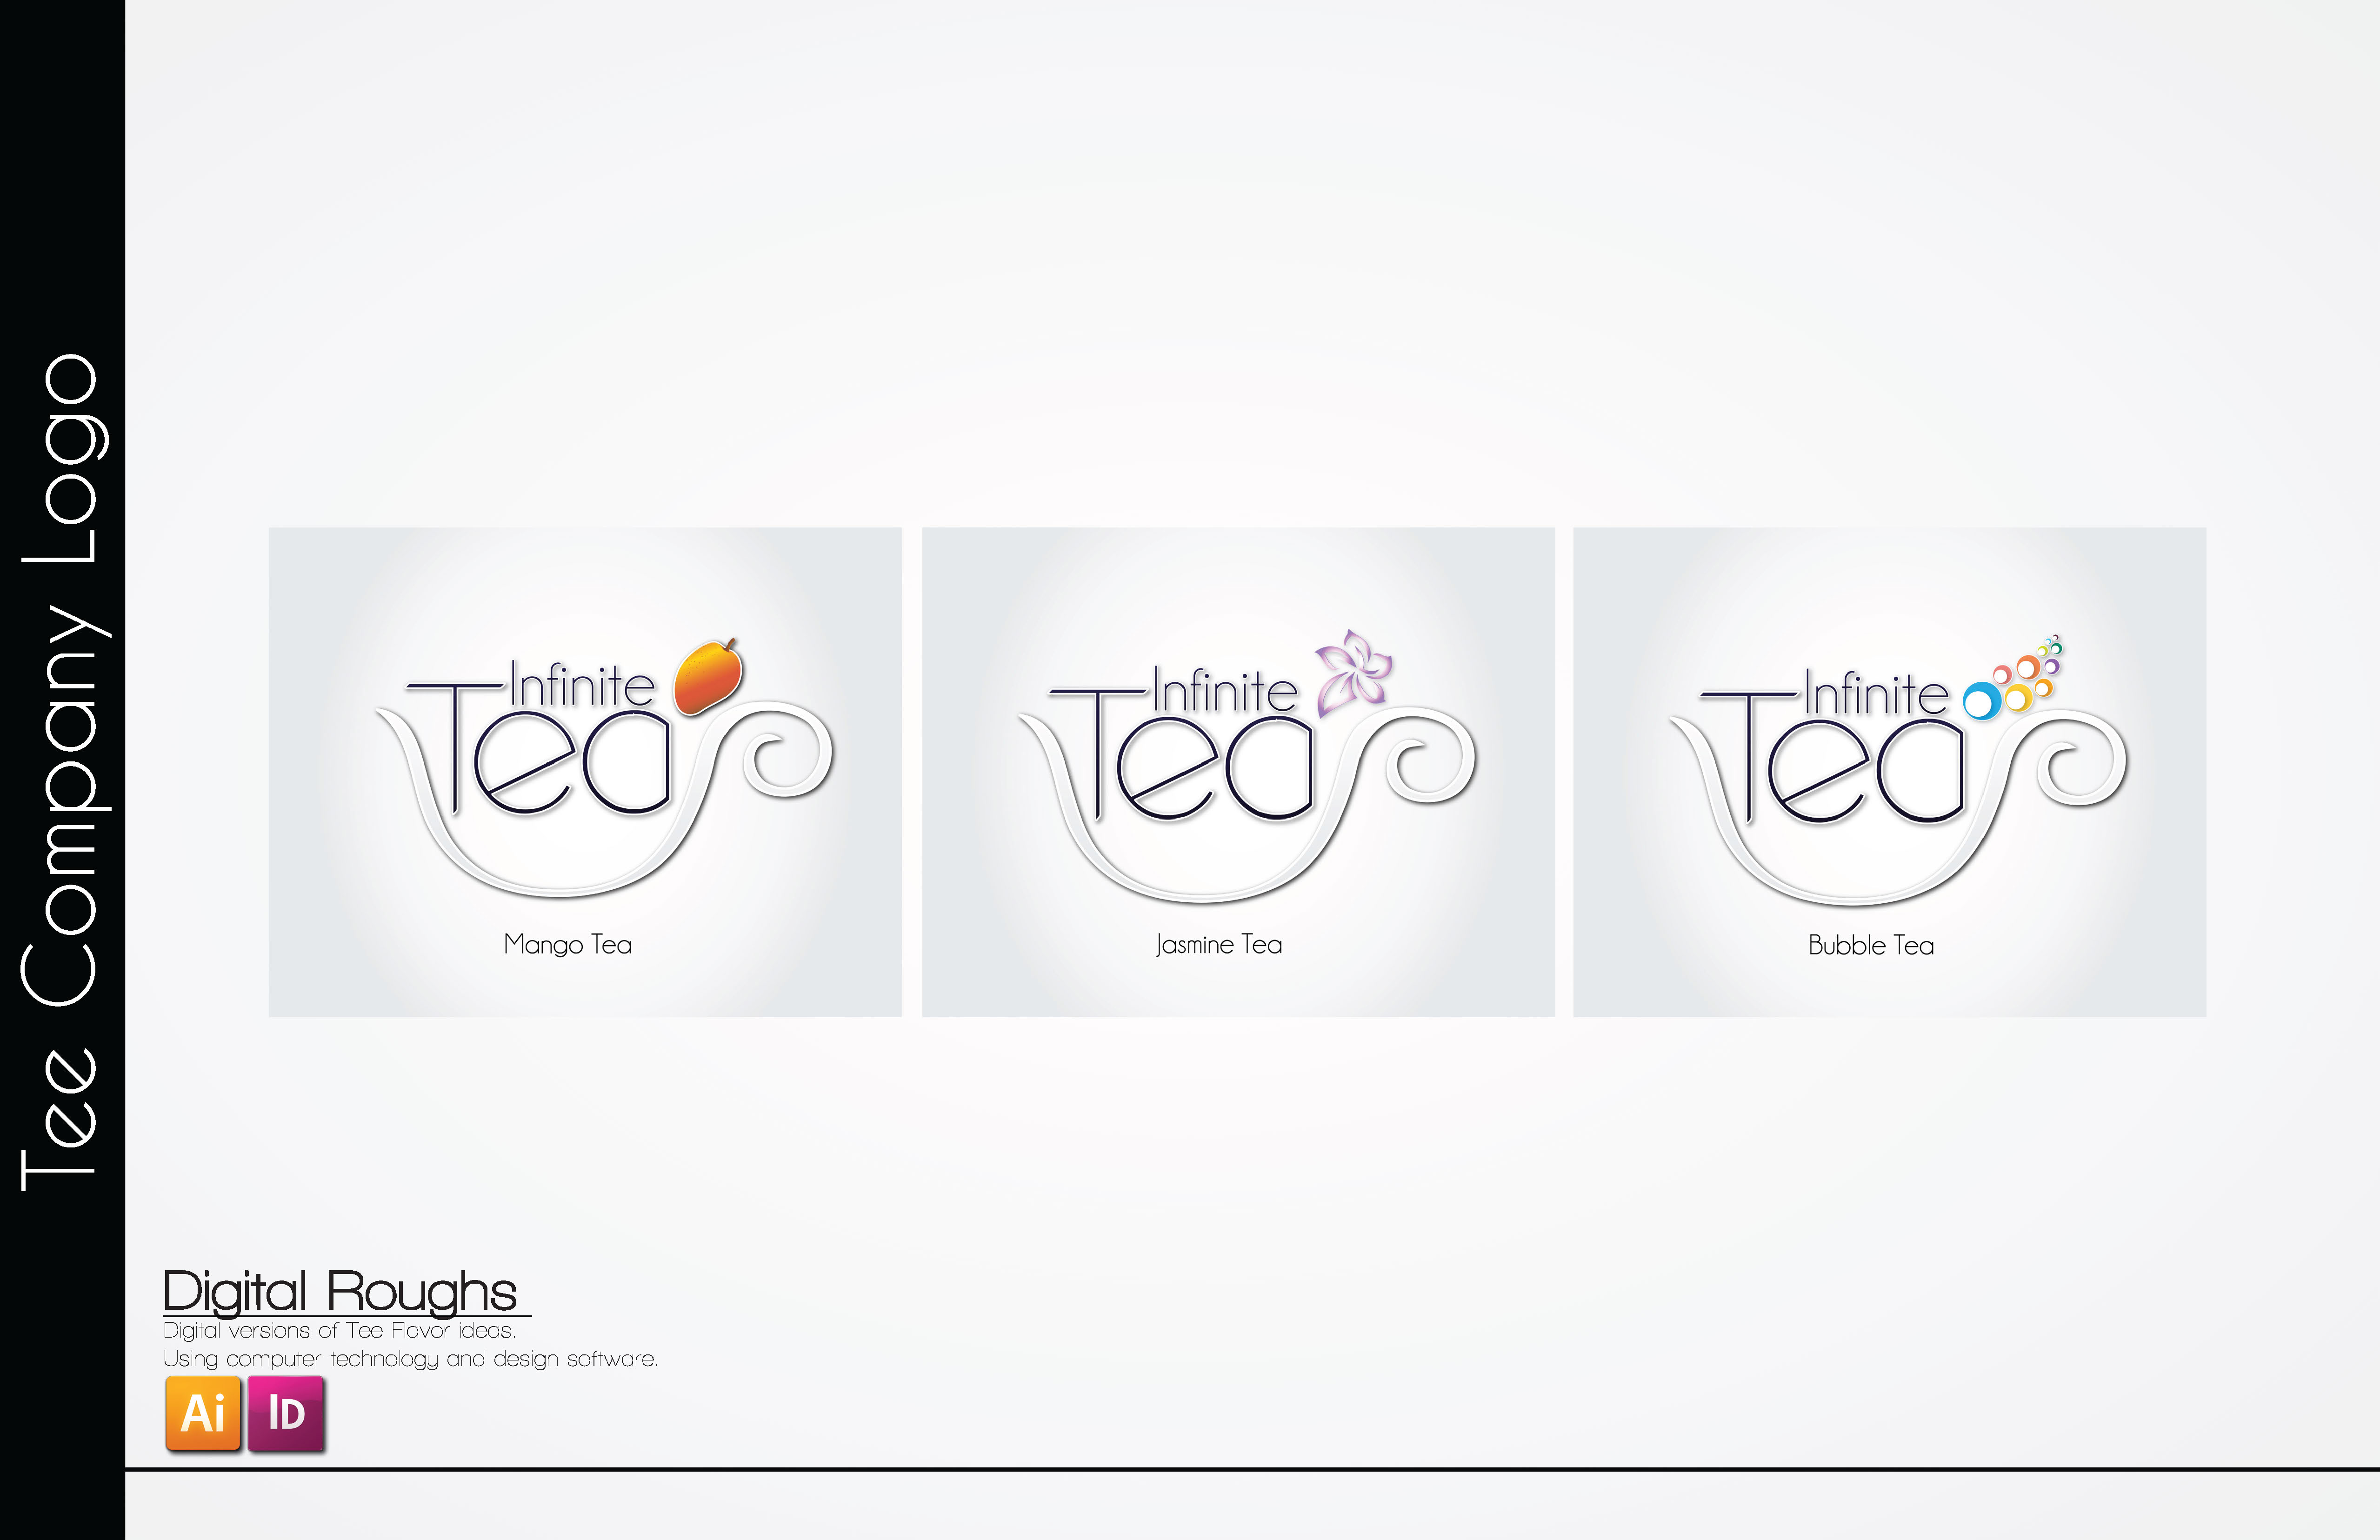 Tee Company Logo
Infinite
Tea
Mango Tea
Infinite
Tea
Jasmine Tea
Infinite
Tea
Bubble Tea
Digital Roughs
Digital versions of Tee Flavor ideas.
Using computer technology and design software.
Ai ID